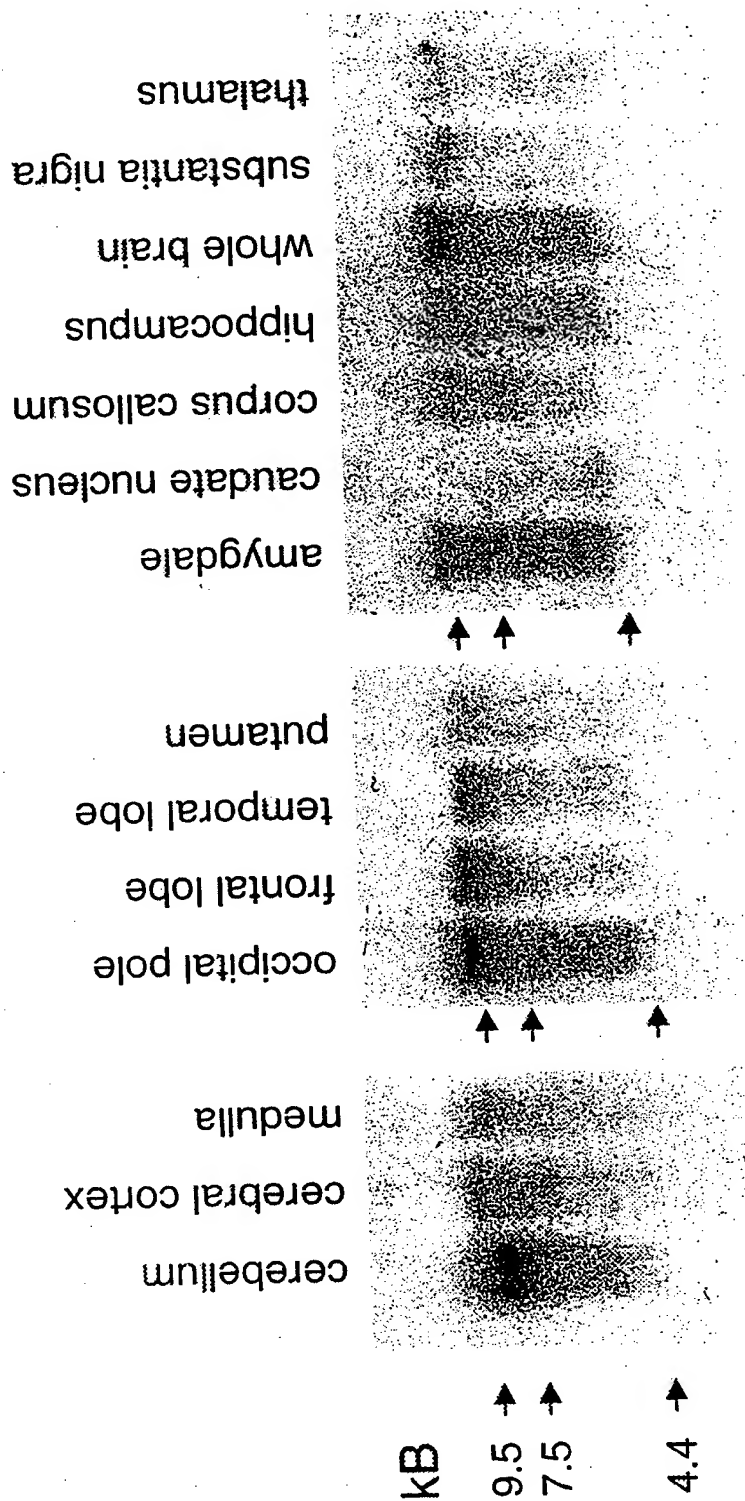 thalamus
substantia nigra
whole brain
hippocampus
corpus callosum
caudate nucleus
amygdale
putamen
temporal lobe
frontal lobe
occipital pole
medulla
cerebral cortex
cerebellum
kB
9.5
7.5
4.4